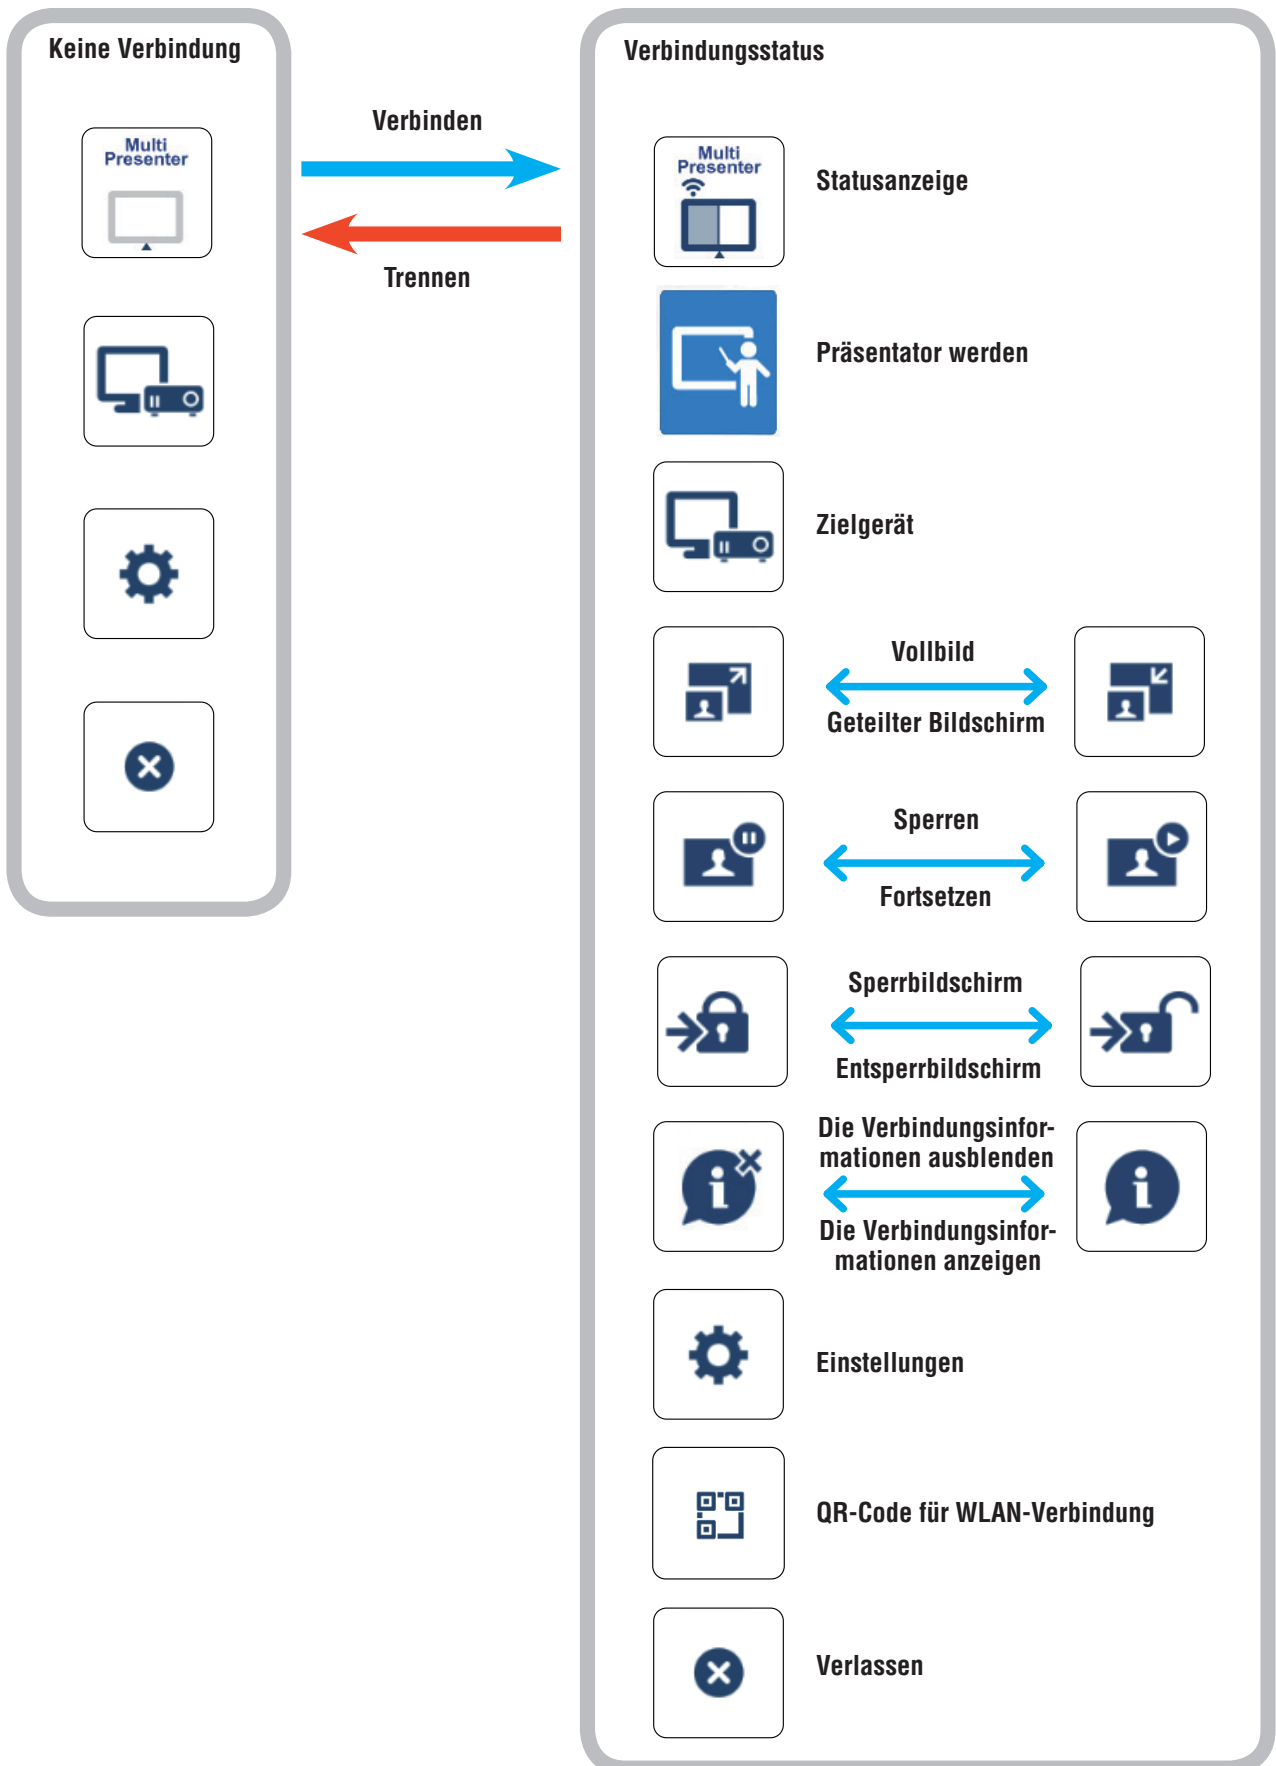 Keine Verbindung
Multi
Presenter
Verbinden
Trennen
Verbindungsstatus
Multi
Presenter
Statusanzeige
Präsentator werden
Zielgerät
Vollbild
Geteilter Bildschirm
Sperren
Fortsetzen
Sperrbildschirm
Entsperrbildschirm
Die Verbindungsinfor-
mationen ausblenden
Die Verbindungsinfor-
mationen anzeigen
Einstellungen
QR-Code für WLAN-Verbindung
Verlassen